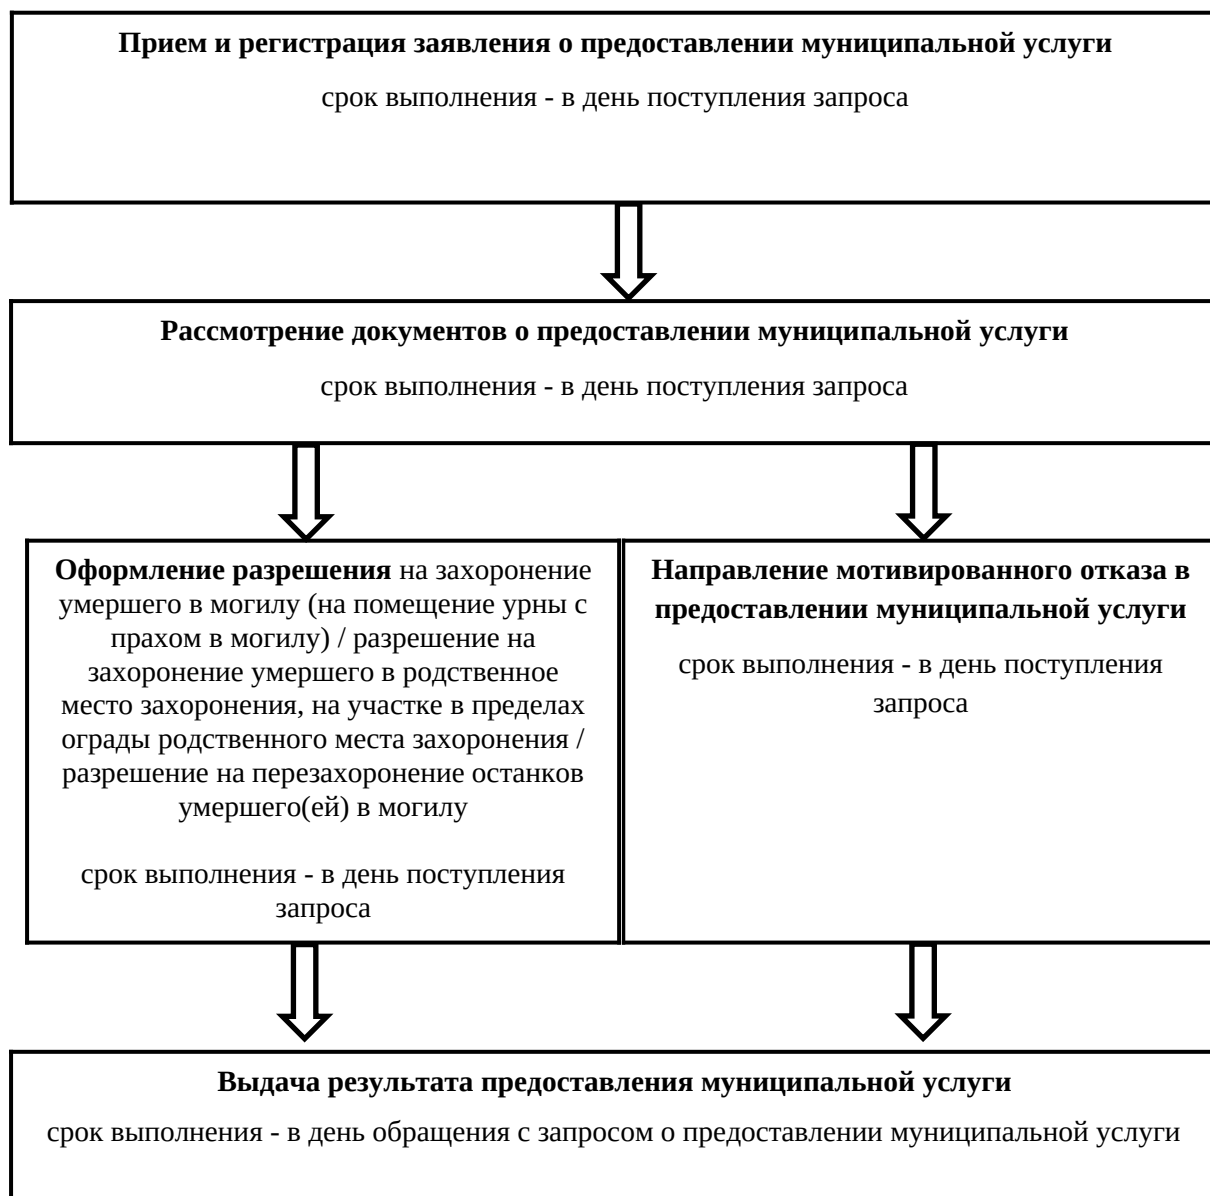 Прием и регистрация заявления о предоставлении муниципальной услуги
срок выполнения - в день поступления запроса
Рассмотрение документов о предоставлении муниципальной услуги
срок выполнения - в день поступления запроса
Оформление разрешения на захоронение
умершего в могилу (на помещение урны с
прахом в могилу) / разрешение на
захоронение умершего в родственное
место захоронения, на участке в пределах
ограды родственного места захоронения /
разрешение на перезахоронение останков
умершего(ей) в могилу
срок выполнения - в день поступления
запроса
Направление мотивированного отказа в
предоставлении муниципальной услуги
срок выполнения - в день поступления
запроса
Выдача результата предоставления муниципальной услуги
срок выполнения - в день обращения с запросом о предоставлении муниципальной услуги